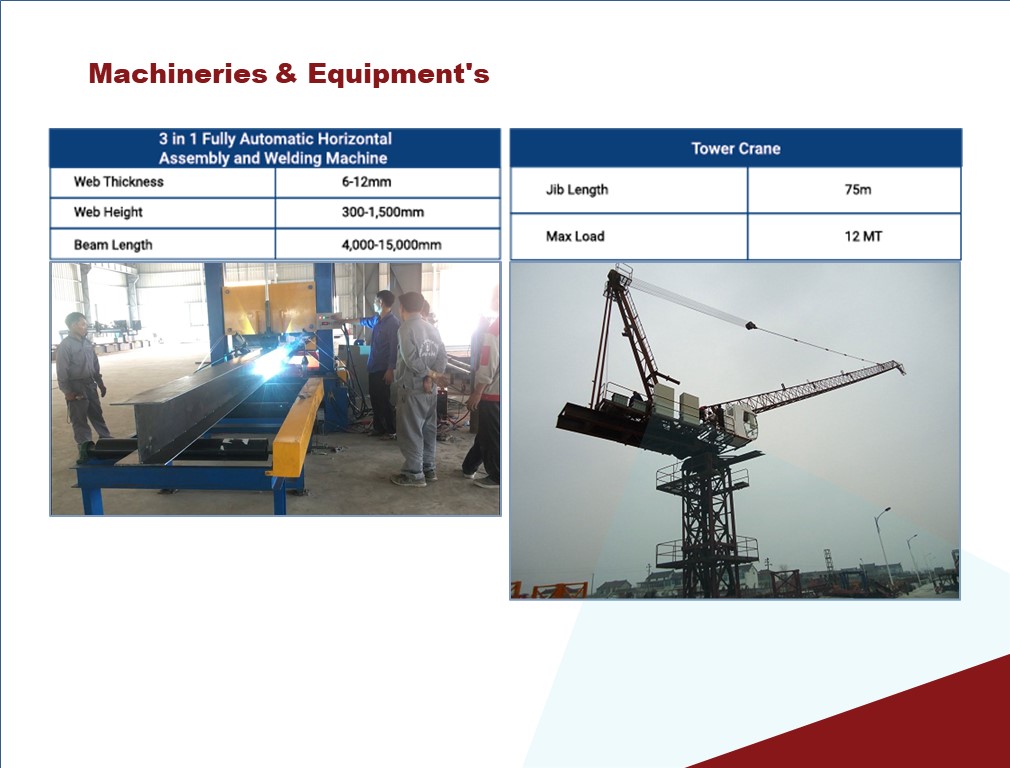 Machineries & Equipment's
3 in 1 Fully Automatic Horizontal
Assembly and Welding Machine
Web Thickness 6-12mm
Web Height 300-1,500mm
Beam Length 4,000-15,000mm
Tower Crane
Jib Length 75m
Max Load 12 MT